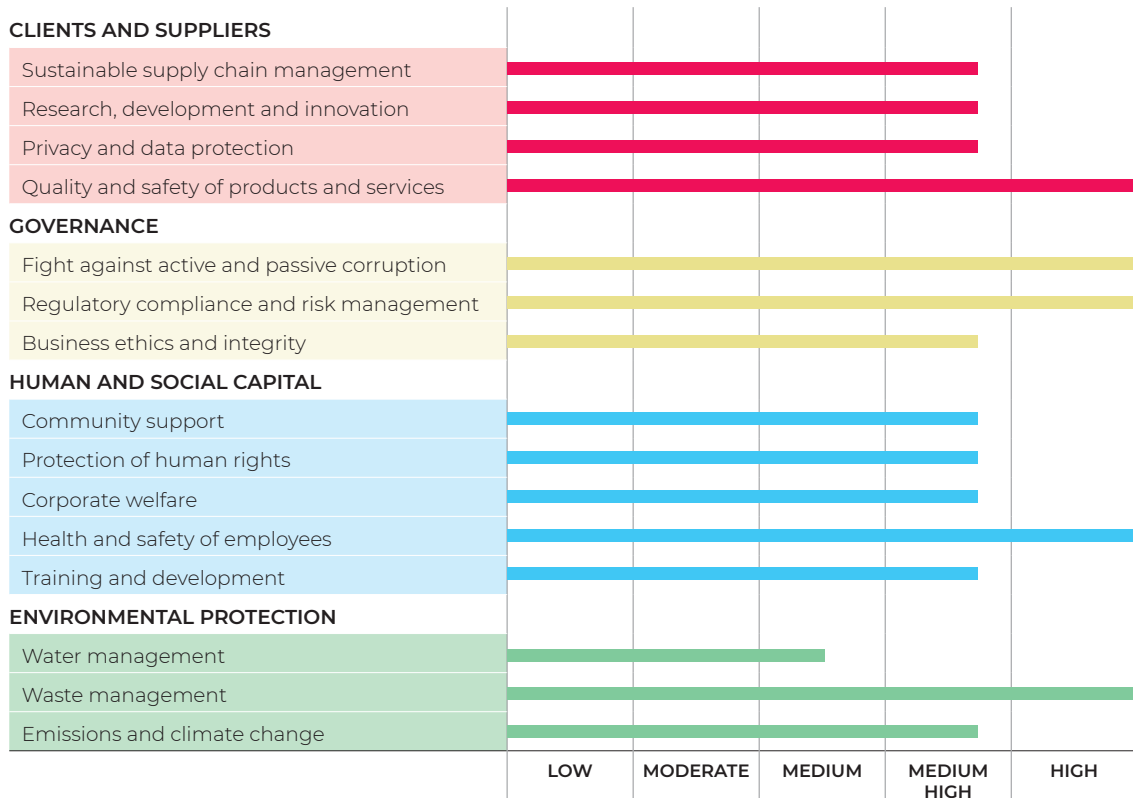 CLIENTS AND SUPPLIERS
Sustainable supply chain management
Research, development and innovation
Privacy and data protection
Quality and safety of products and services
GOVERNANCE
Fight against active and passive corruption
Regulatory compliance and risk management
Business ethics and integrity
HUMAN AND SOCIAL CAPITAL
Community support
Protection of human rights
Corporate welfare
Health and safety of employees
Training and development
ENVIRONMENTAL PROTECTION
Water management
Waste management
Emissions and climate change
LOW
MODERATE
MEDIUM
MEDIUM
HIGH
HIGH